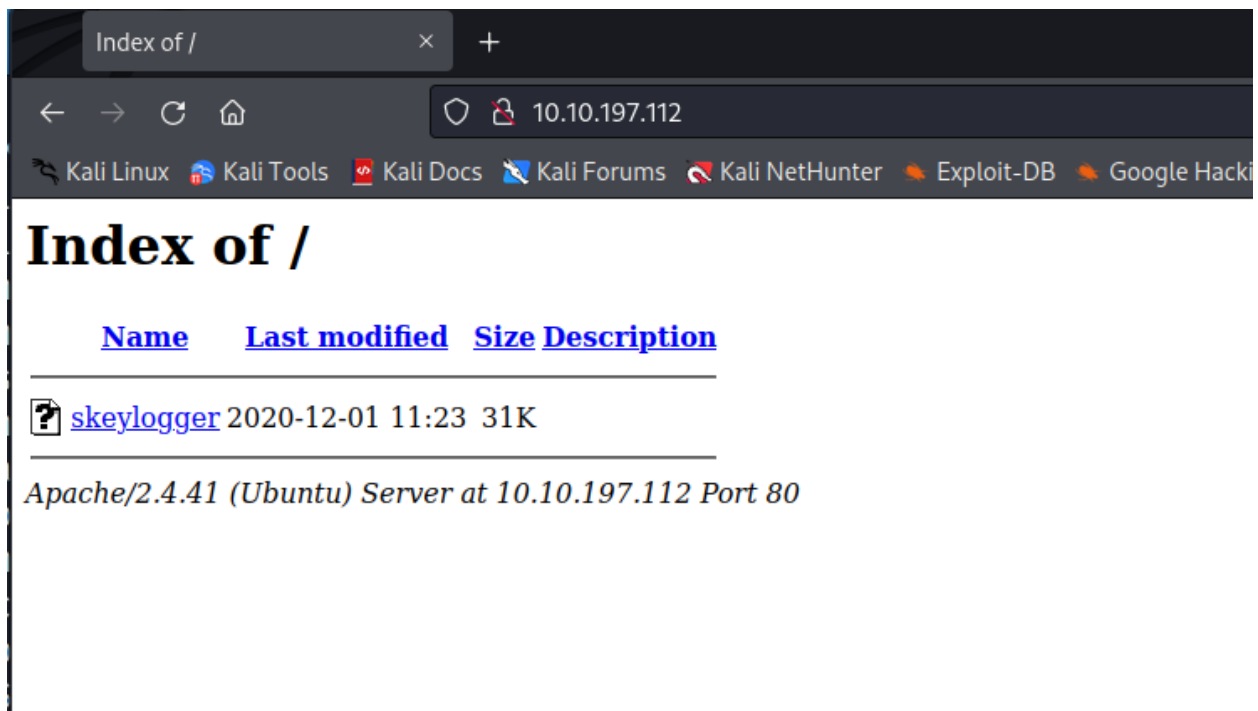 Index of /
10.10.197.112
Kali Linux Kali Tools Kali Docs Kali Forums Kali NetHunter Exploit-DB Google Hacki
Index of /
Name Last modified Size Description
skeylogger 2020-12-01 11:23 31K
Apache/2.4.41 (Ubuntu) Server at 10.10.197.112 Port 80